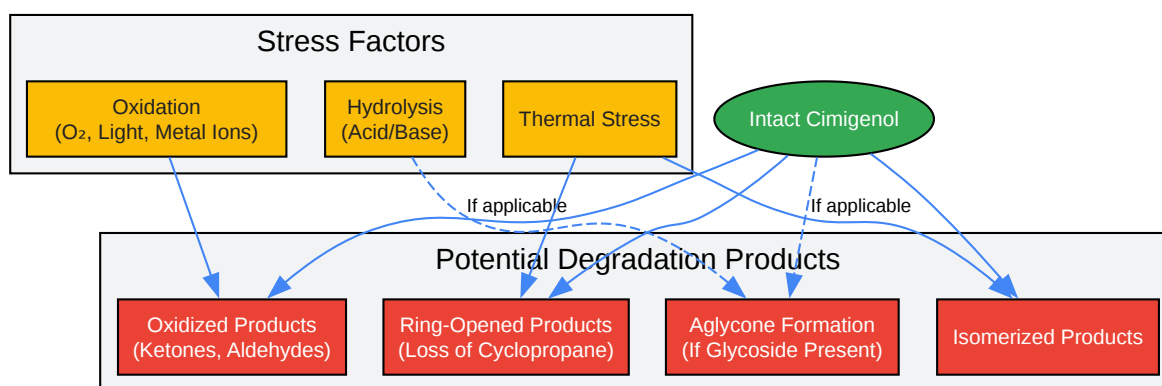 Stress Factors
Oxidation
(O₂, Light, Metal Ions)
Hydrolysis
(Acid/Base)
Thermal Stress
Intact Cimigenol
If applicable
If applicable
Potential Degradation Products
Oxidized Products
(Ketones, Aldehydes)
Ring-Opened Products
(Loss of Cyclopropane)
Aglycone Formation
(If Glycoside Present)
Isomerized Products